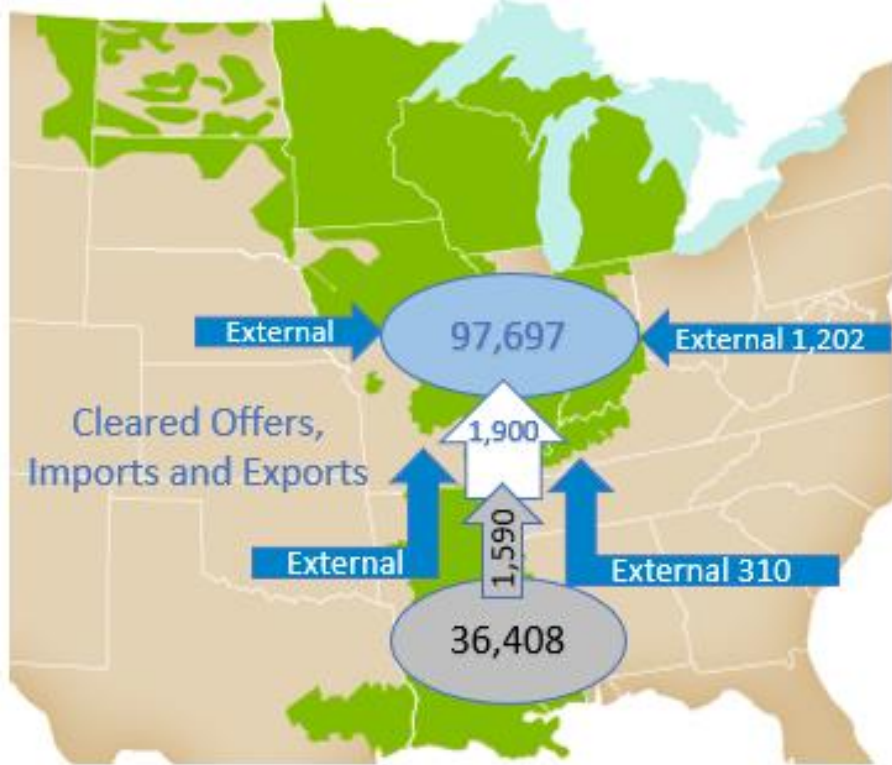 97,697
External
External 1,202
Cleared Offers,
Imports and Exports
1,900
1,590
External
External 310
36,408